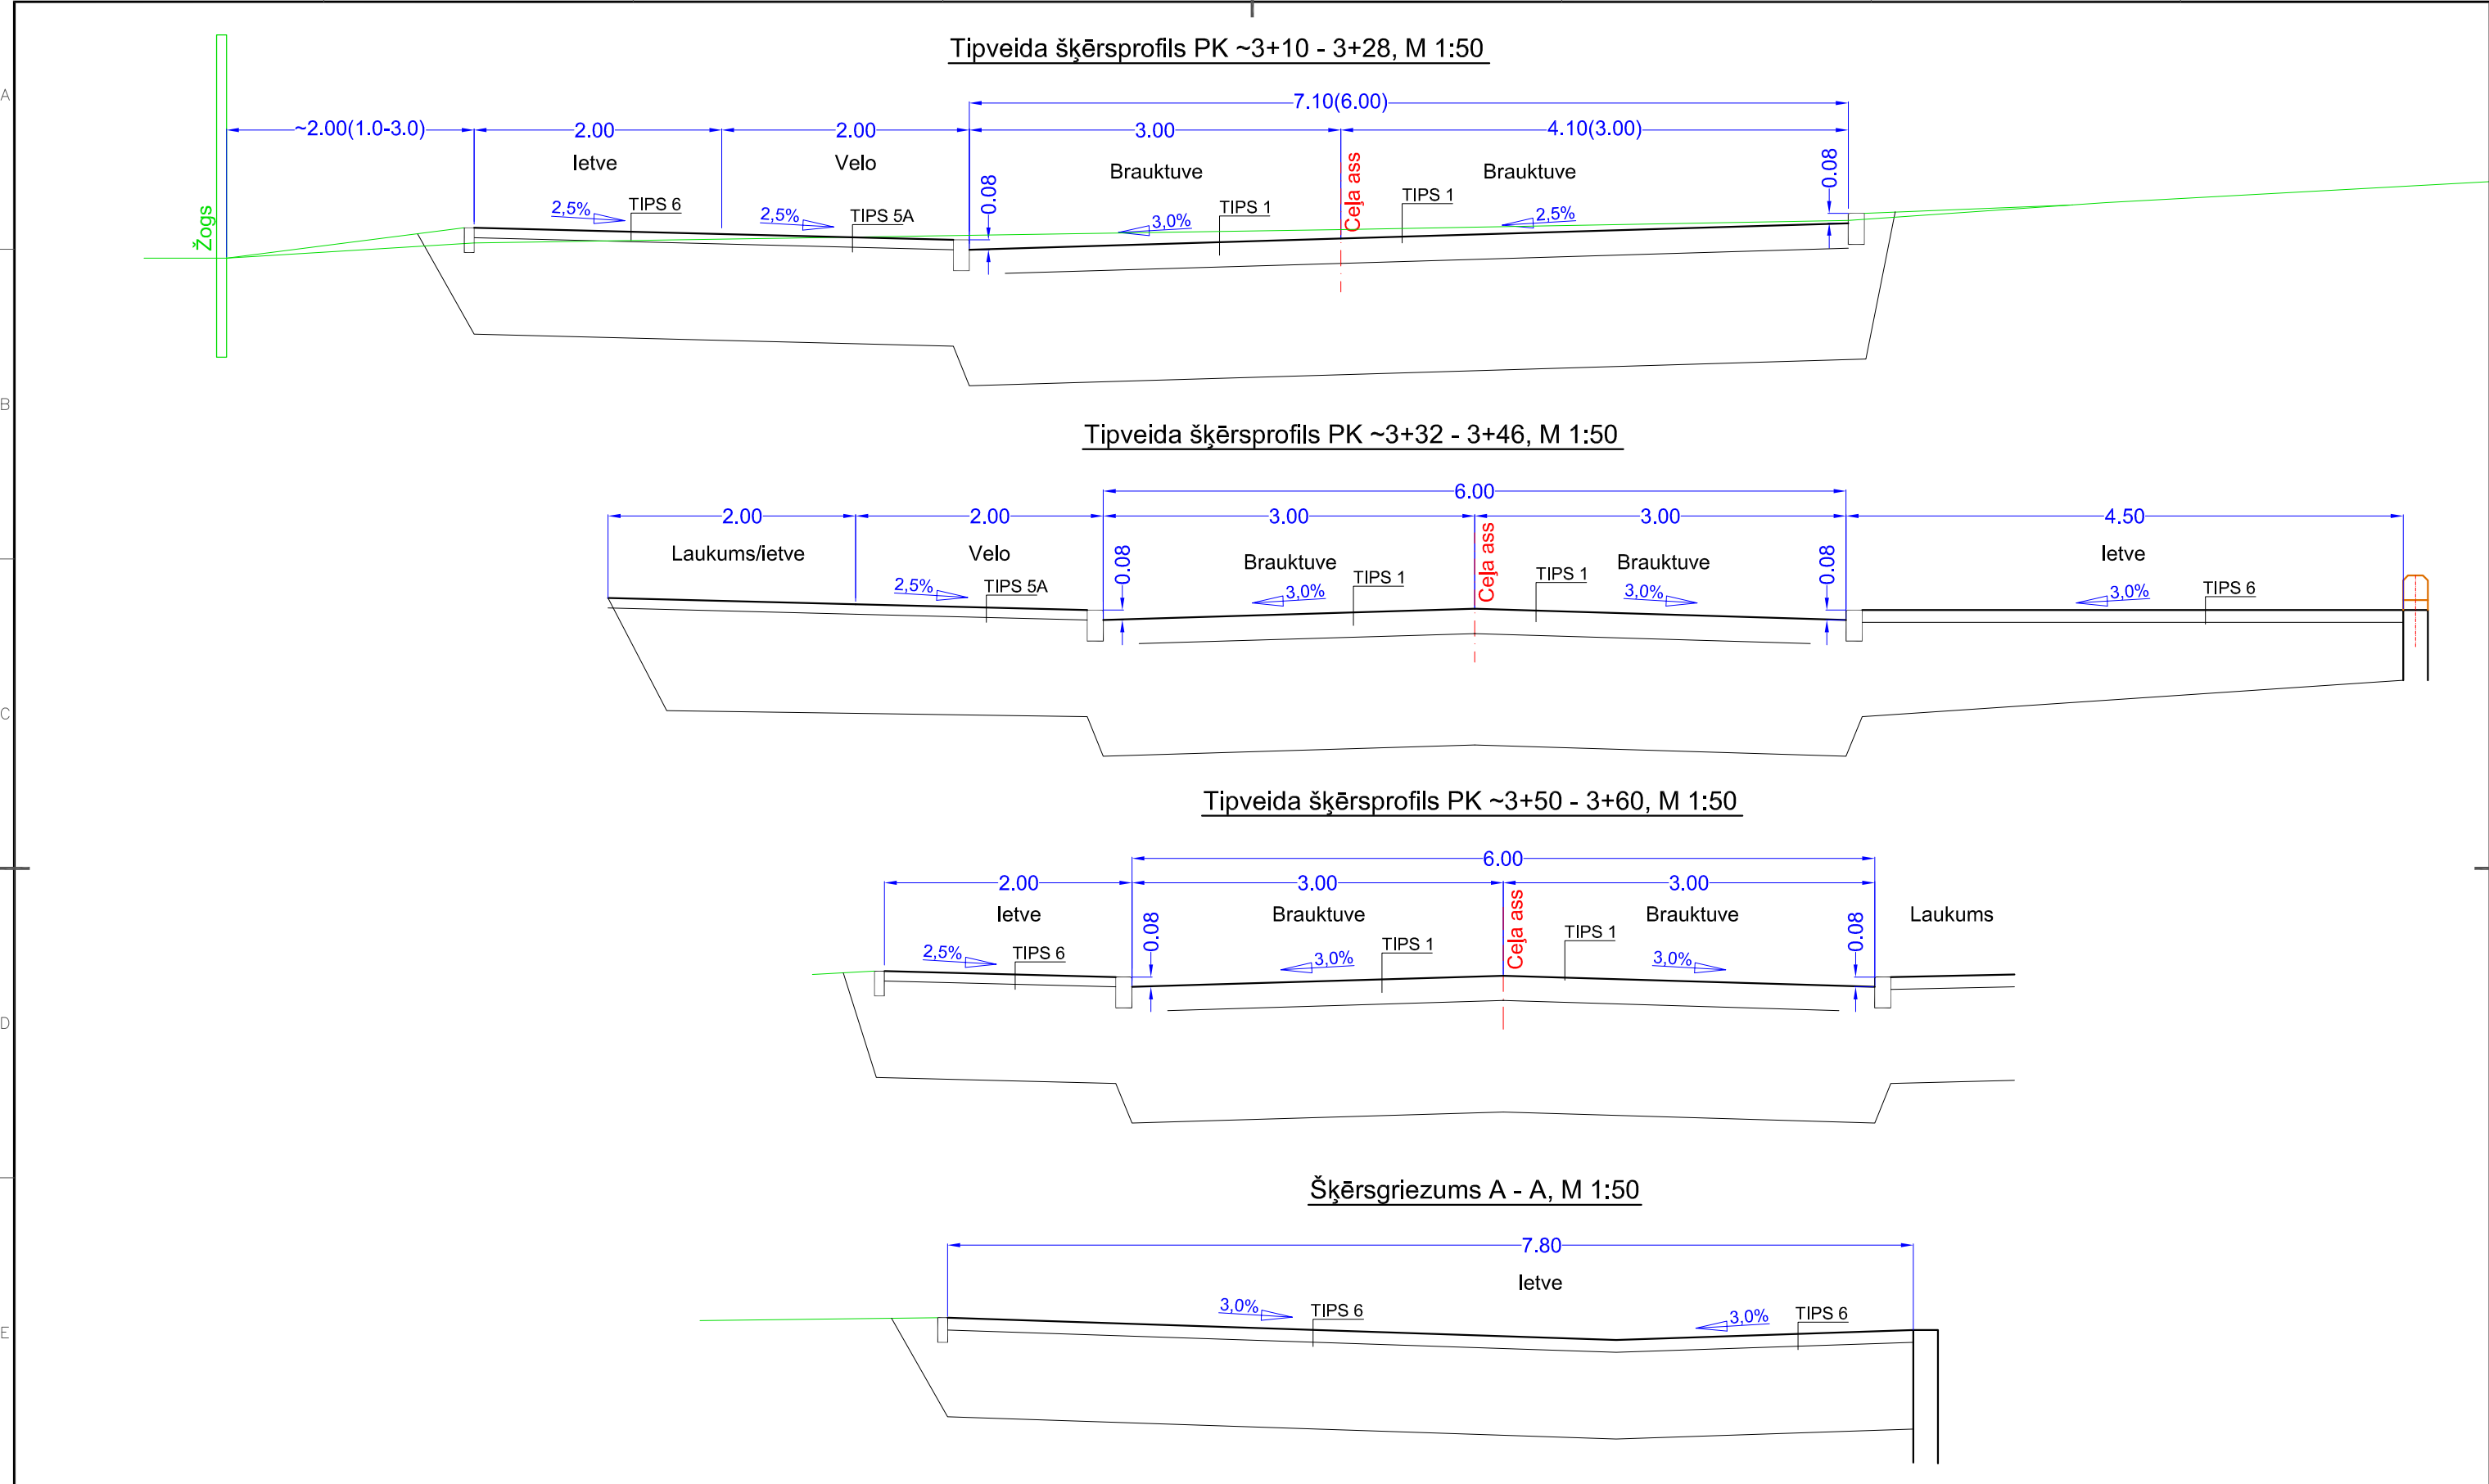 Tipveida šķērsprofils PK ~3+10 - 3+28, M 1:50
A
7.10(6.00)
~2.00(1.0-3.0)
2.00
2.00
3.00
4.10(3.00)
Ietve
Velo
Brauktuve
Brauktuve
Žogs
2,5%
TIPS 6
2,5%
TIPS 5A
0.08
3,0%
TIPS 1
Ceļa ass
TIPS 1
2,5%
0.08
B
Tipveida šķērsprofils PK ~3+32 - 3+46, M 1:50
6.00
2.00
2.00
3.00
3.00
4.50
Laukums/ietve
Velo
Brauktuve
Brauktuve
Ietve
2,5%
TIPS 5A
0.08
3,0%
TIPS 1
Ceļa ass
TIPS 1
3,0%
0.08
3,0%
TIPS 6
C
Tipveida šķērsprofils PK ~3+50 - 3+60, M 1:50
6.00
2.00
3.00
3.00
Ietve
Brauktuve
Brauktuve
Laukums
2,5%
TIPS 6
0.08
3,0%
TIPS 1
Ceļa ass
TIPS 1
3,0%
0.08
D
Šķērsgriezums A - A, M 1:50
7.80
Ietve
3,0%
TIPS 6
3,0%
TIPS 6
E